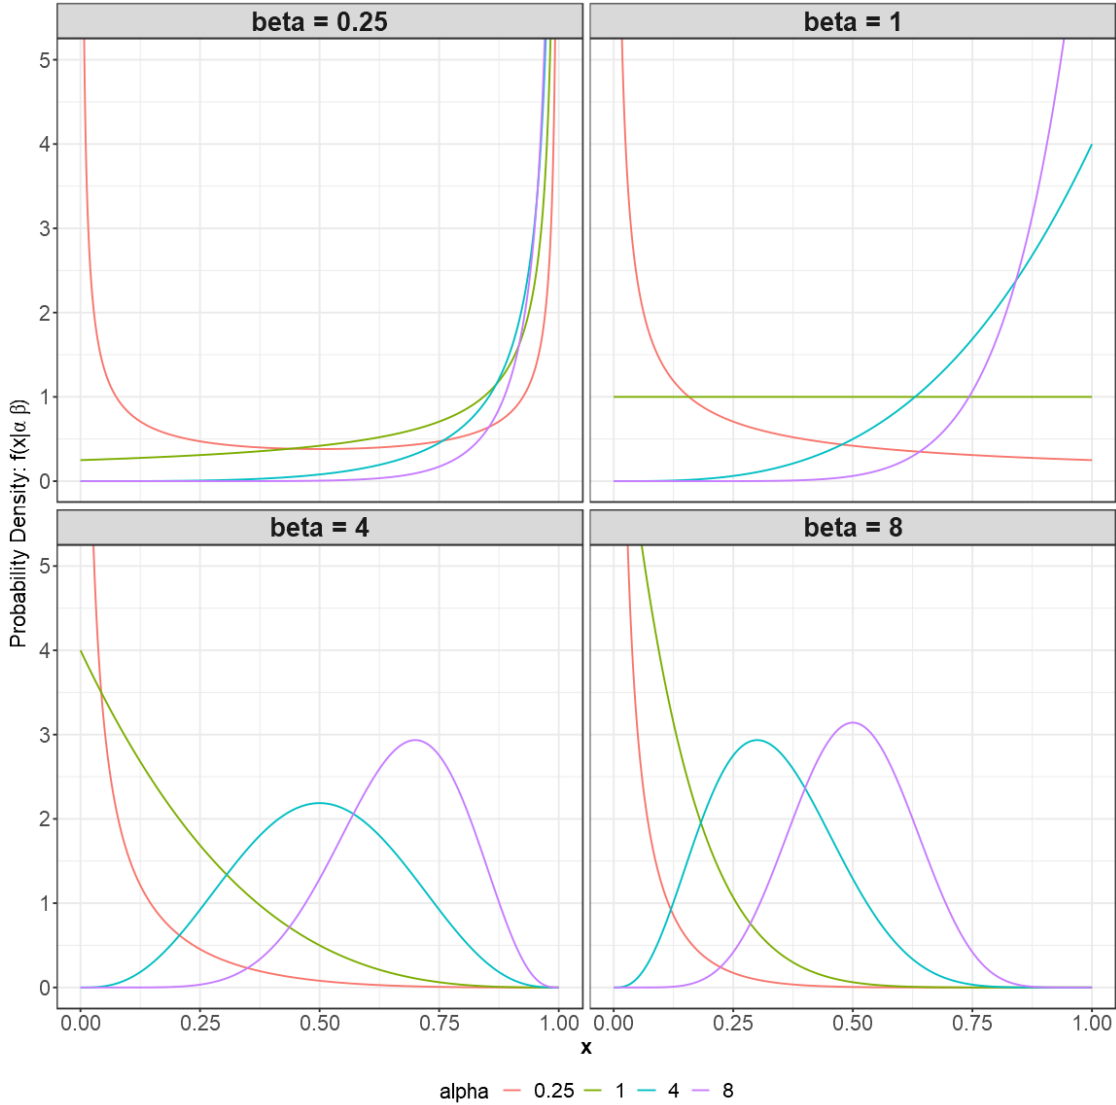 beta = 0.25
beta = 1
5
4
3
2
1
0
beta = 4
beta = 8
5
4
3
2
1
0
0.00 0.25 0.50 0.75 1.00
0.00 0.25 0.50 0.75 1.00
Probability Density: f(x|α β)
x
alpha 0.25 1 4 8